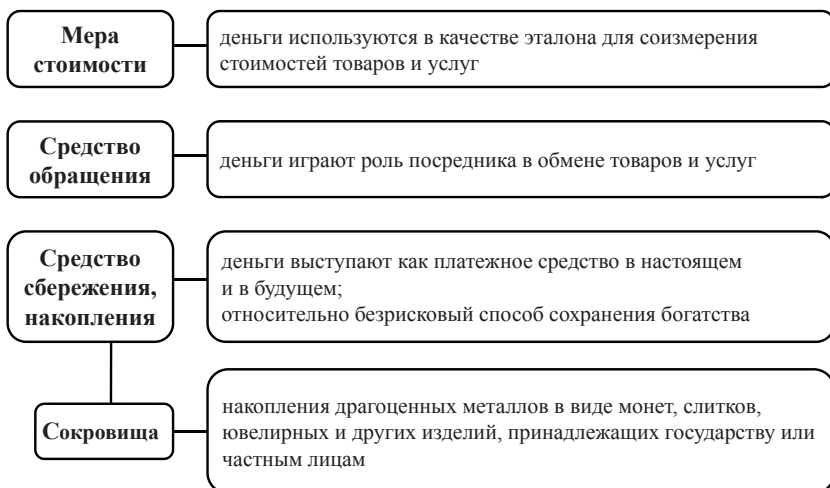 Мера
стоимости
деньги используются в качестве эталона для соизмерения
стоимостей товаров и услуг
Средство
обращения
деньги играют роль посредника в обмене товаров и услуг
Средство
сбережения,
накопления
деньги выступают как платежное средство в настоящем
и в будущем;
относительно безрисковый способ сохранения богатства
Сокровища
накопления драгоценных металлов в виде монет, слитков,
ювелирных и других изделий, принадлежащих государству или
частным лицам